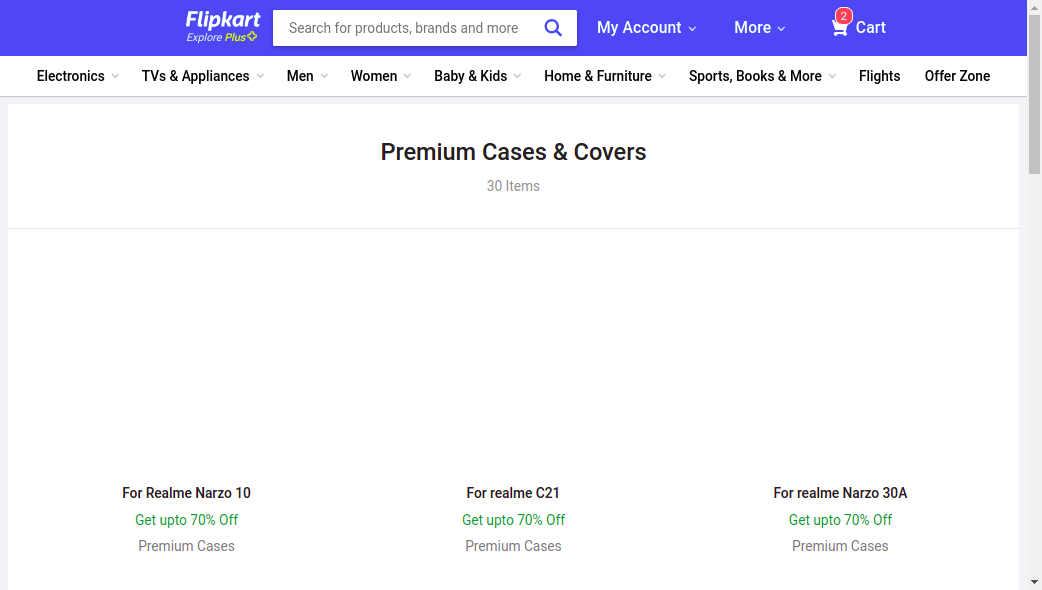 Flipkart
Explore Plus
Search for products, brands and more
My Account
More
2
Cart
Electronics
TVs & Appliances
Men
Women
Baby & Kids
Home & Furniture
Sports, Books & More
Flights
Offer Zone
Premium Cases & Covers
30 Items
For Realme Narzo 10
Get upto 70% Off
Premium Cases
For realme C21
Get upto 70% Off
Premium Cases
For realme Narzo 30A
Get upto 70% Off
Premium Cases